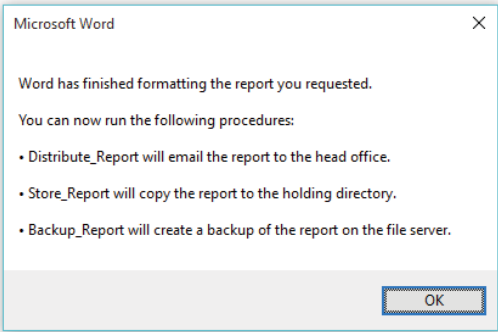 Microsoft Word
Word has finished formatting the report you requested.
You can now run the following procedures:
• Distribute_Report will email the report to the head office.
• Store_Report will copy the report to the holding directory.
• Backup_Report will create a backup of the report on the file server.
OK